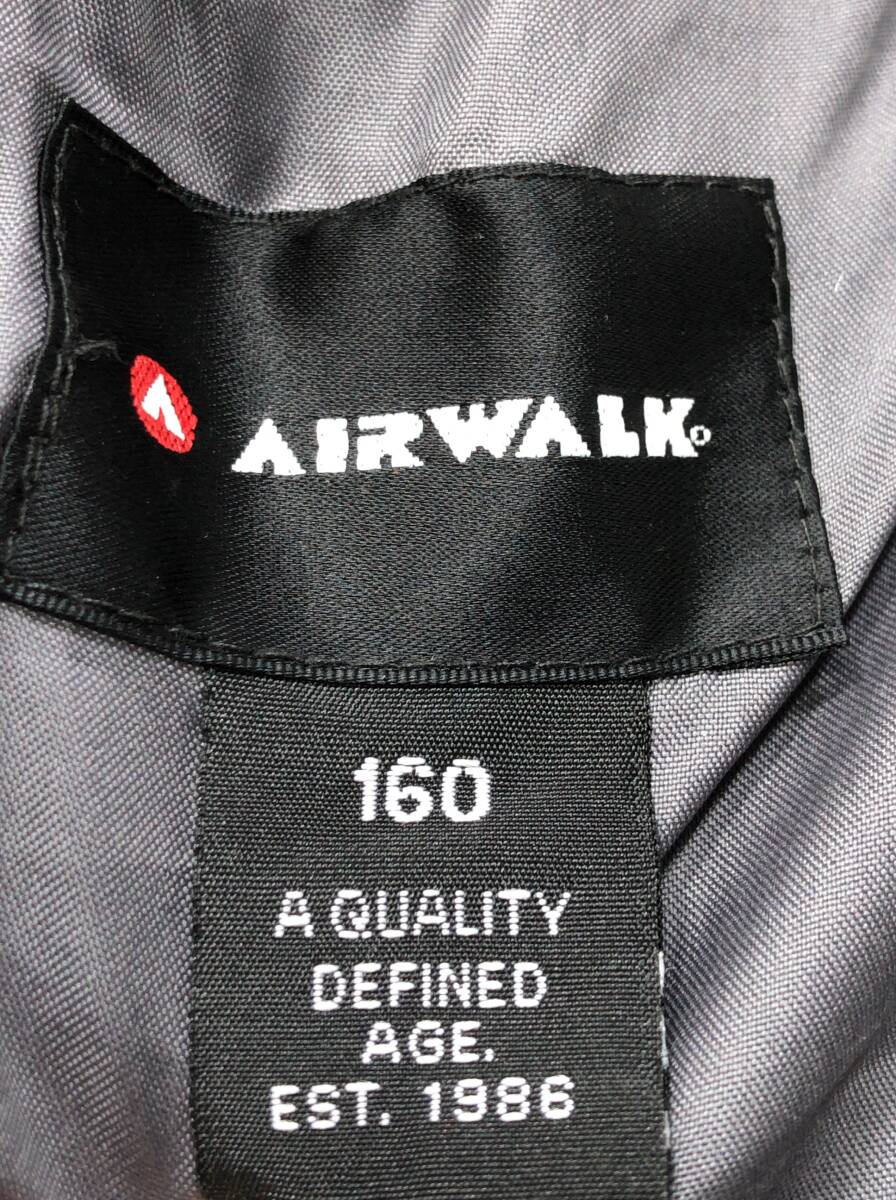 AIRWALK®
160
A QUALITY
DEFINED
AGE.
EST. 1986